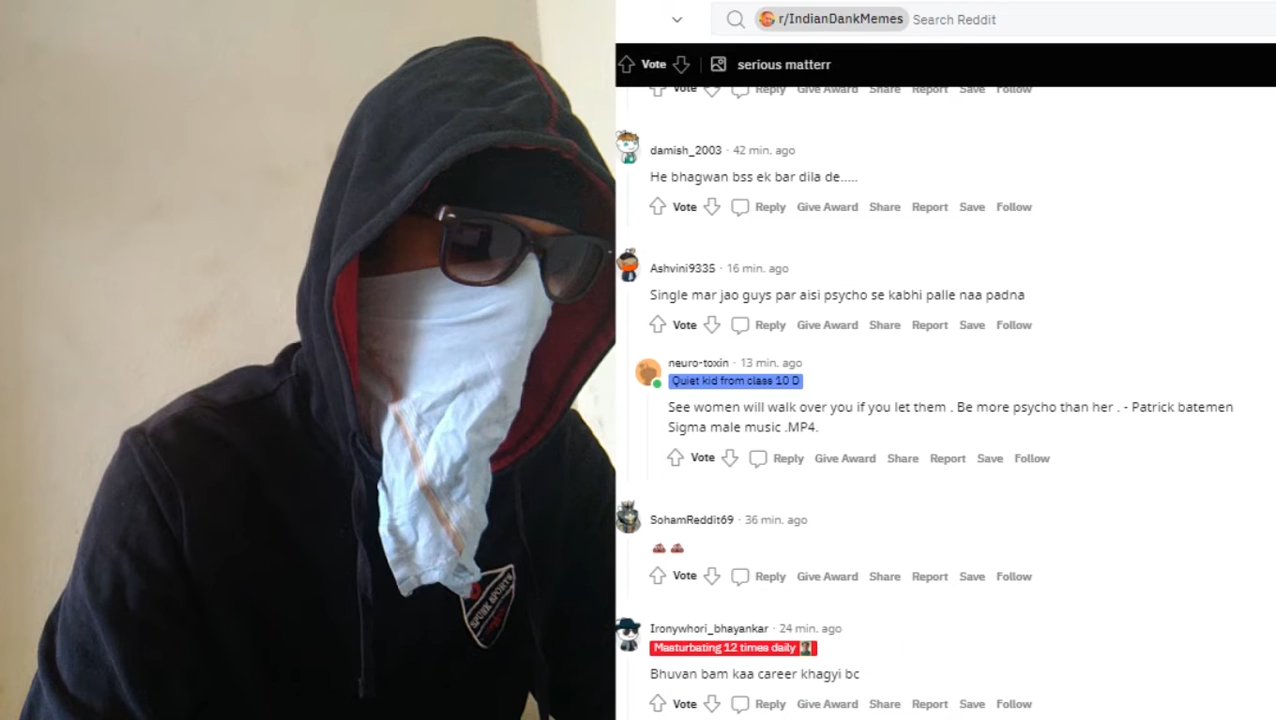 r/IndianDankMemes Search Reddit
Vote serious matterr
Vote Reply Give Award Share Report Save Follow
damish_2003 · 42 min. ago
He bhagwan bss ek bar dila de.....
Vote Reply Give Award Share Report Save Follow
Ashvini9335 · 16 min. ago
Single mar jao guys par aisi psycho se kabhi palle naa padna
Vote Reply Give Award Share Report Save Follow
neuro-toxin · 13 min. ago
Quiet kid from class 10 D
See women will walk over you if you let them . Be more psycho than her . - Patrick batemen
Sigma male music .MP4.
Vote Reply Give Award Share Report Save Follow
SohamReddit69 · 36 min. ago
💩 💩
Vote Reply Give Award Share Report Save Follow
Ironywhori_bhayankar · 24 min. ago
Masturbating 12 times daily
Bhuvan bam kaa career khagyi bc
Vote Reply Give Award Share Report Save Follow
SPUNK SPORTS